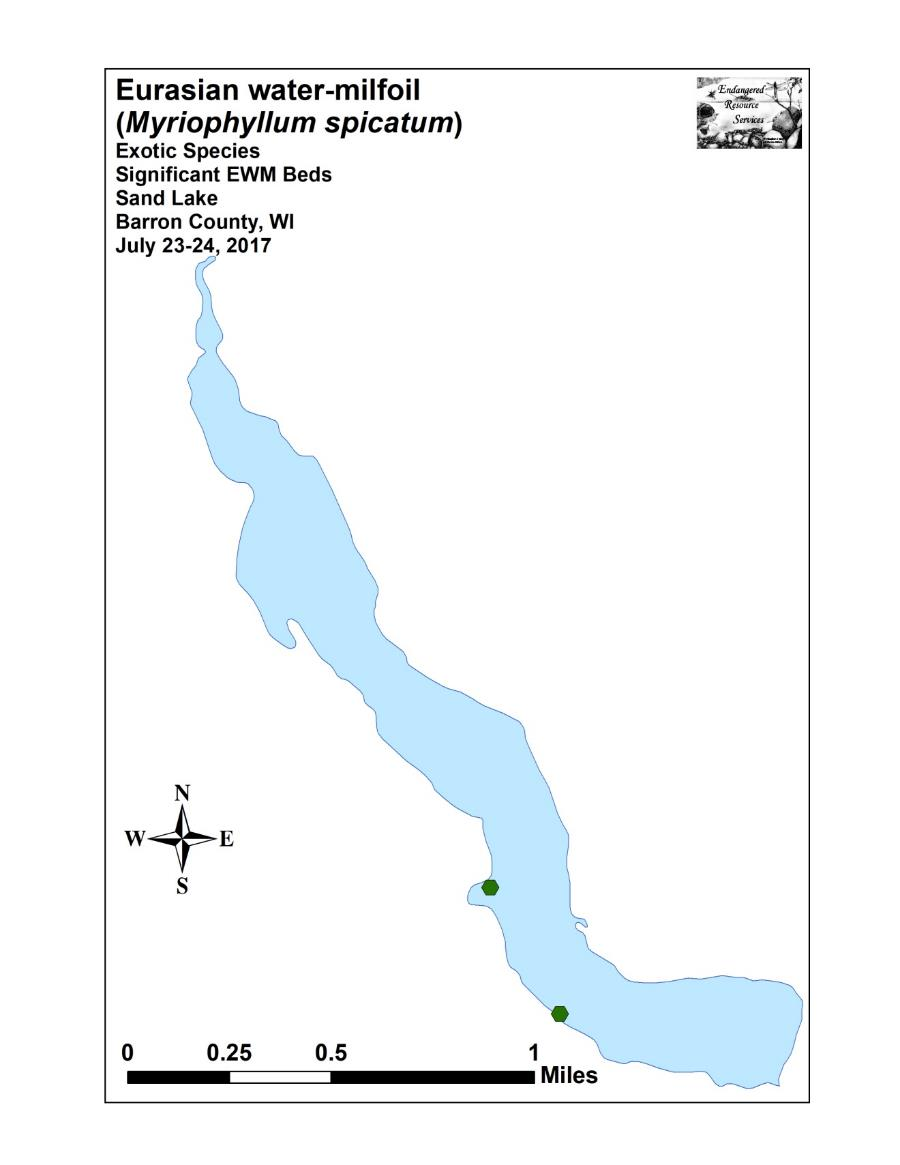 Eurasian water-milfoil
(Myriophyllum spicatum)
Exotic Species
Significant EWM Beds
Sand Lake
Barron County, WI
July 23-24, 2017
Endangered
Resource
Services
N
W E
S
0 0.25 0.5 1
Miles